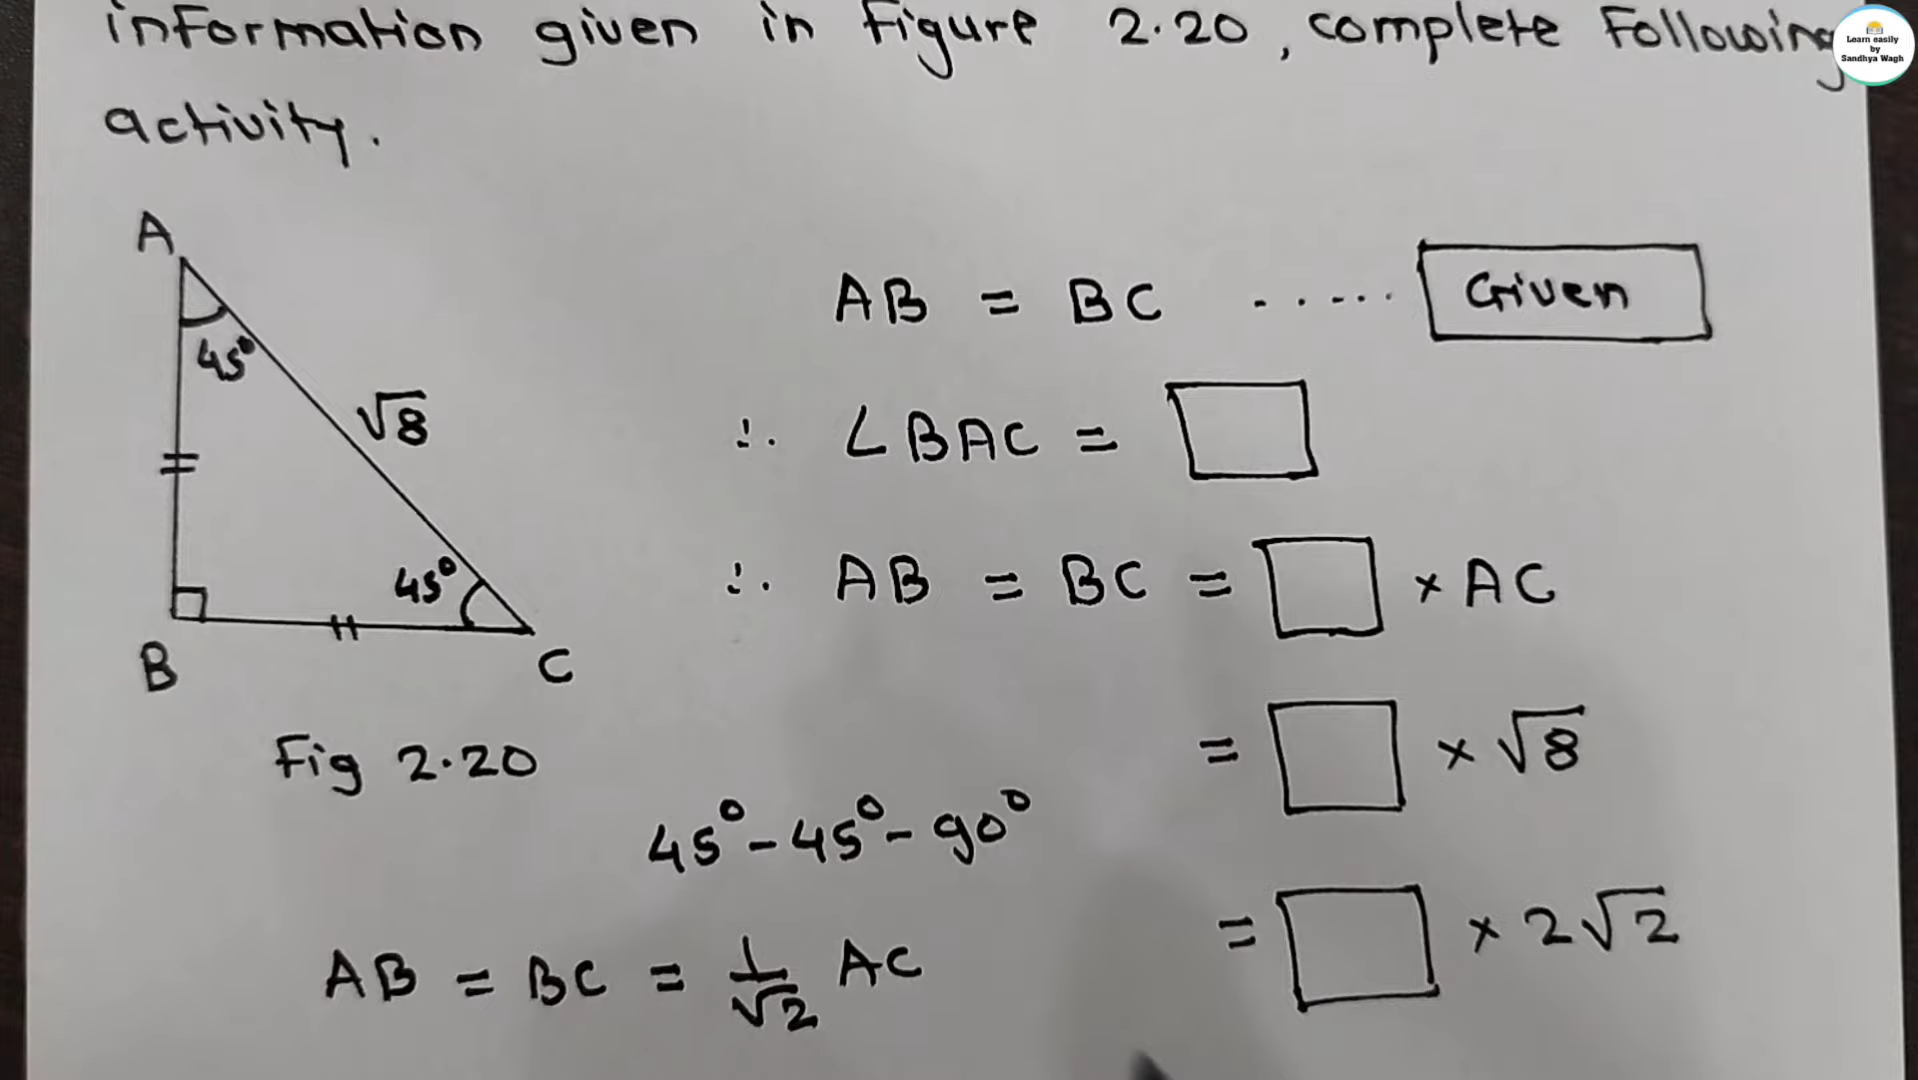 information given in figure 2.20, complete following
activity.
Learn easily
by
Sandhya Wagh
A
45°
√8
45°
B
C
Fig 2.20
AB = BC ..... Given
∴ ∠BAC =
∴ AB = BC = × AC
= × √8
= × 2√2
45°-45°-90°
AB = BC = 1/√2 AC